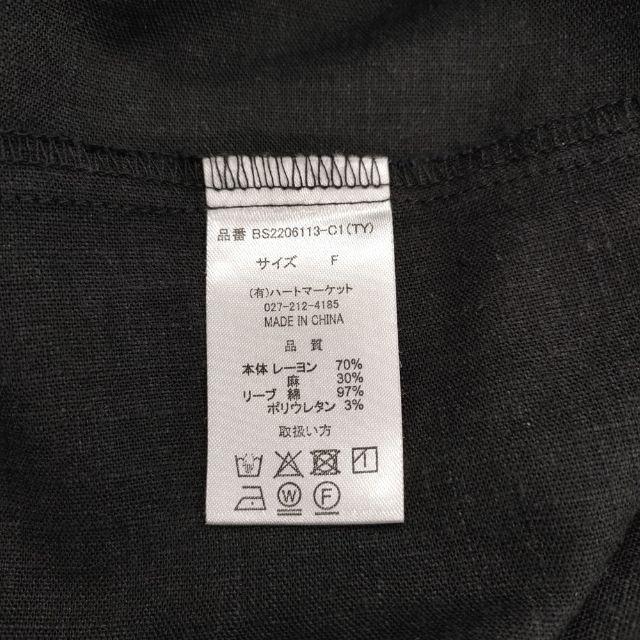 品番 BS2206113-C1(TY)
サイズ F
(有)ハートマーケット
027-212-4185
MADE IN CHINA
品質
本体 レーヨン 70%
麻 30%
リーブ 綿 97%
ポリウレタン 3%
取扱い方
W F